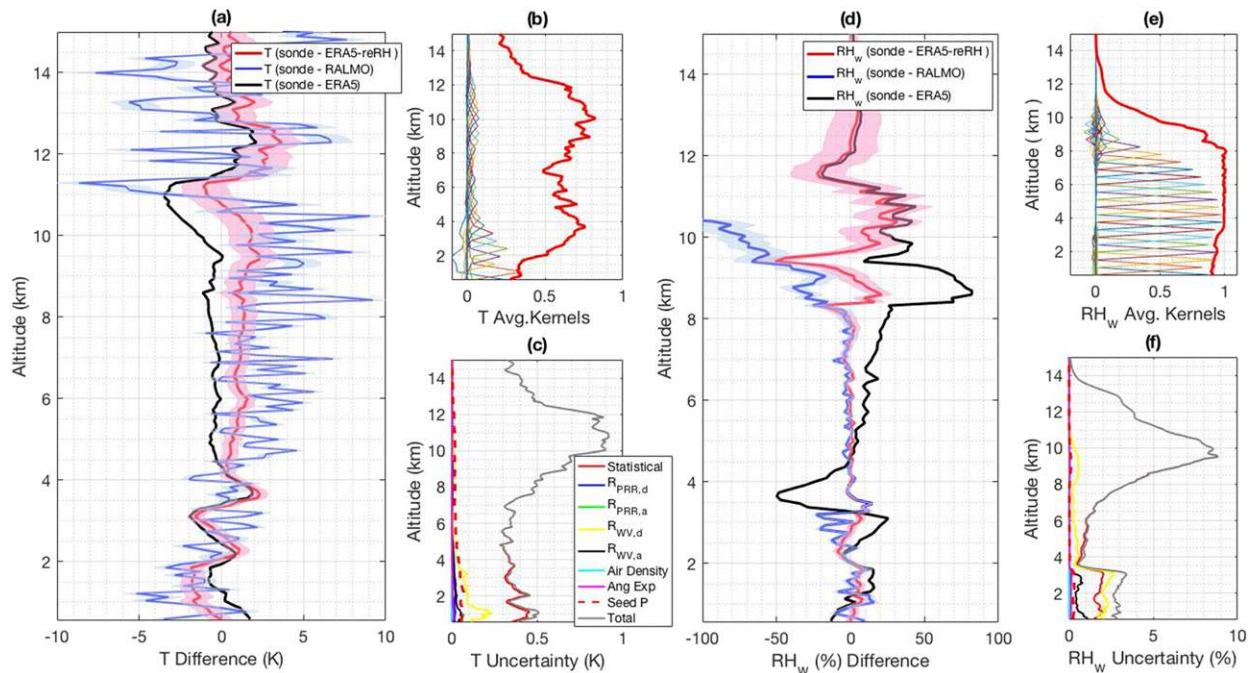 (a)
Altitude (km)
14
12
10
8
6
4
2
T (sonde - ERA5-reRH )
T (sonde - RALMO)
T (sonde - ERA5)
-10
-5
0
5
10
T Difference (K)
(b)
Altitude (km)
14
12
10
8
6
4
2
0
0.5
1
T Avg.Kernels
(c)
Altitude (km)
14
12
10
8
6
4
2
Statistical
R_PRR,d
R_PRR,a
R_WV,d
R_WV,a
Air Density
Ang Exp
Seed P
Total
0
0.5
1
T Uncertainty (K)
(d)
Altitude (km)
14
12
10
8
6
4
2
RH_w (sonde - ERA5-reRH )
RH_w (sonde - RALMO)
RH_w (sonde - ERA5)
-100
-50
0
50
100
RH_w (%) Difference
(e)
Altitude ( km)
14
12
10
8
6
4
2
0
0.5
1
RH_w Avg. Kernels
(f)
Altitude (km)
14
12
10
8
6
4
2
0
5
10
RH_w Uncertainty (%)